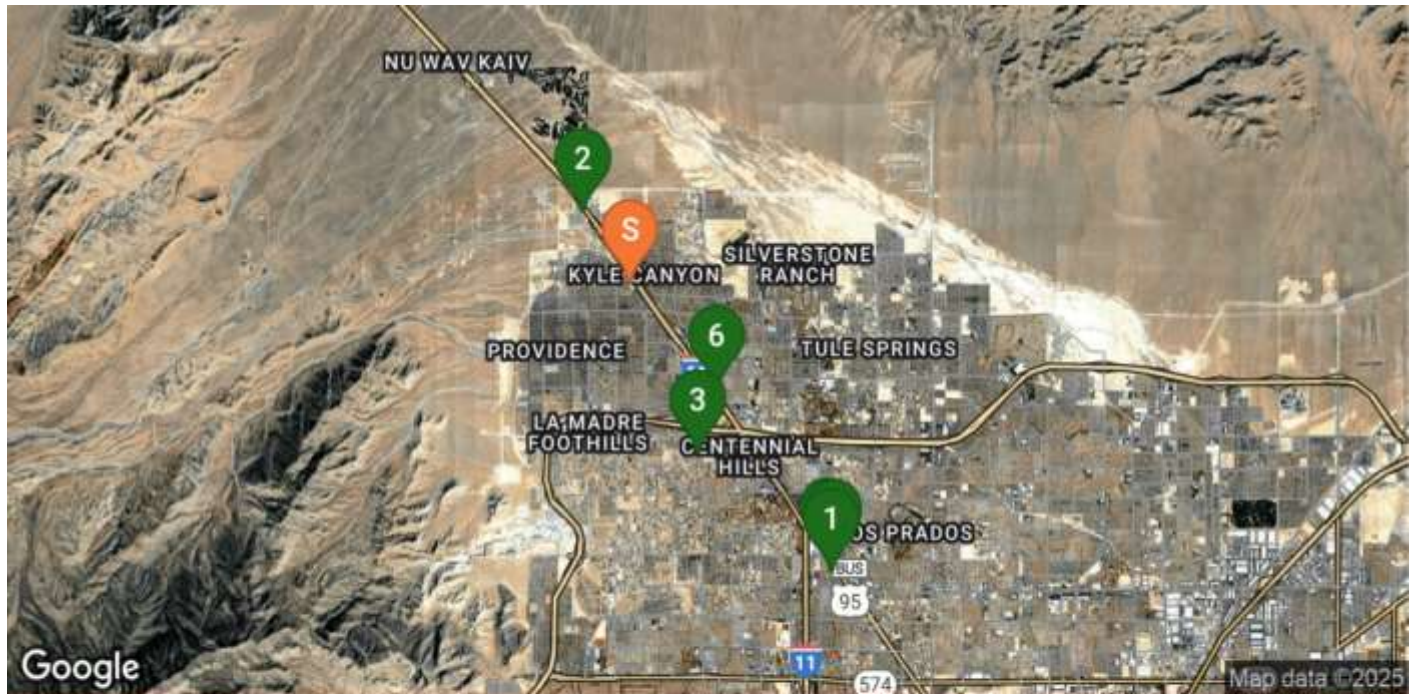 NU WAV KAIV
2
S
KYLE CANYON
SILVERSTONE
RANCH
6
PROVIDENCE
TULE SPRINGS
3
LA MADRE
FOOTHILLS
CENTENNIAL
HILLS
1
OS PRADOS
BUS
95
11
574
Google
Map data ©2025